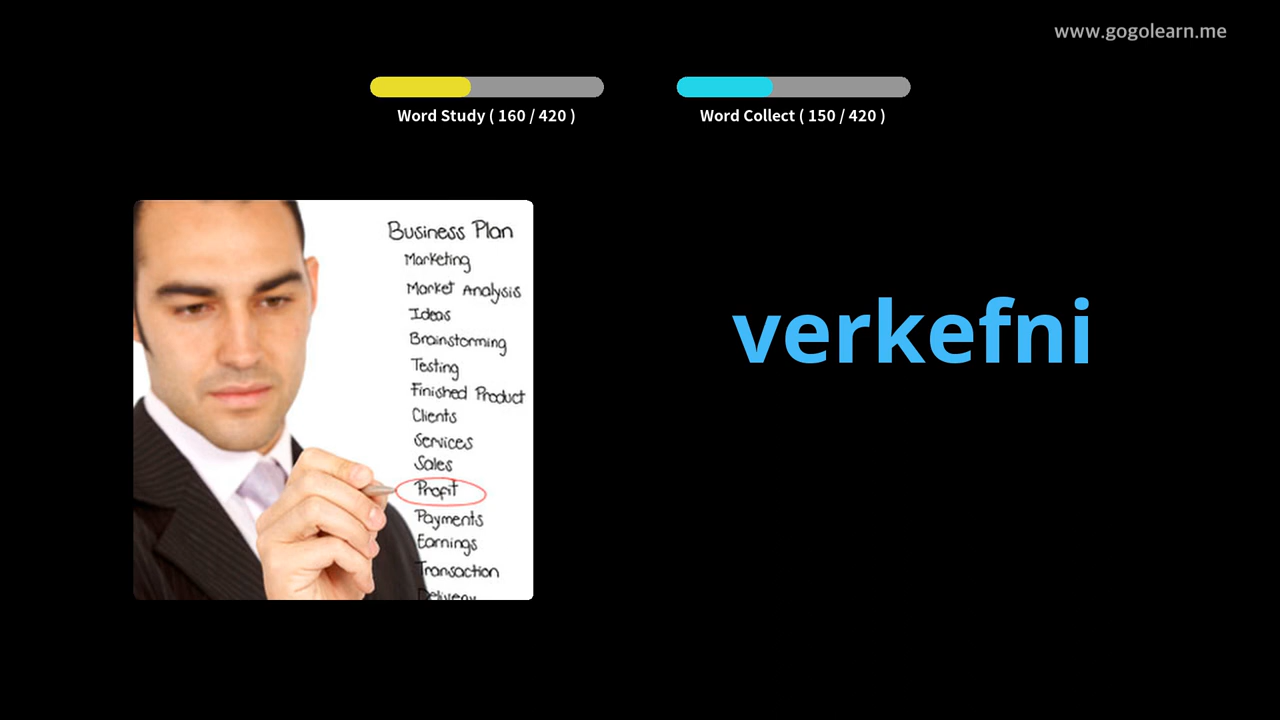 www.gogolearn.me
Word Study ( 160 / 420 )
Word Collect ( 150 / 420 )
Business Plan
Marketing
Market Analysis
Ideas
Brainstorming
Testing
Finished Product
Clients
Services
Sales
Profit
Payments
Earnings
Transaction
Delivery
verkefni